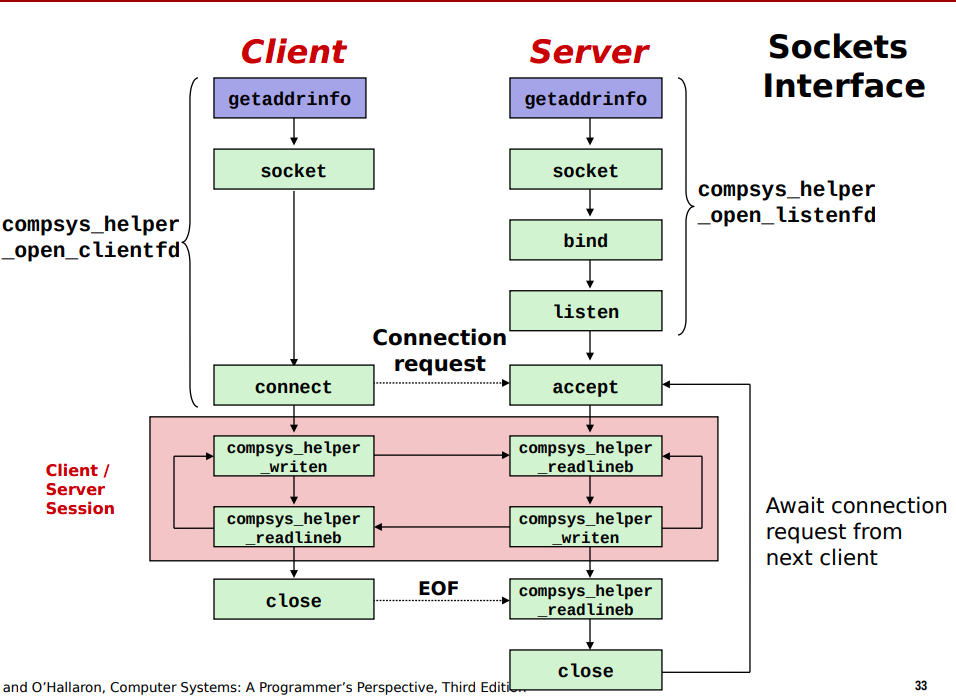 Client
Server
Sockets
Interface
getaddrinfo
getaddrinfo
socket
socket
compsys_helper
_open_listenfd
compsys_helper
_open_clientfd
bind
listen
Connection
request
connect
accept
compsys_helper
_writen
compsys_helper
_readlineb
Client /
Server
Session
compsys_helper
_readlineb
compsys_helper
_writen
Await connection
request from
next client
close
EOF
compsys_helper
_readlineb
close
and O’Hallaron, Computer Systems: A Programmer’s Perspective, Third Editi
33